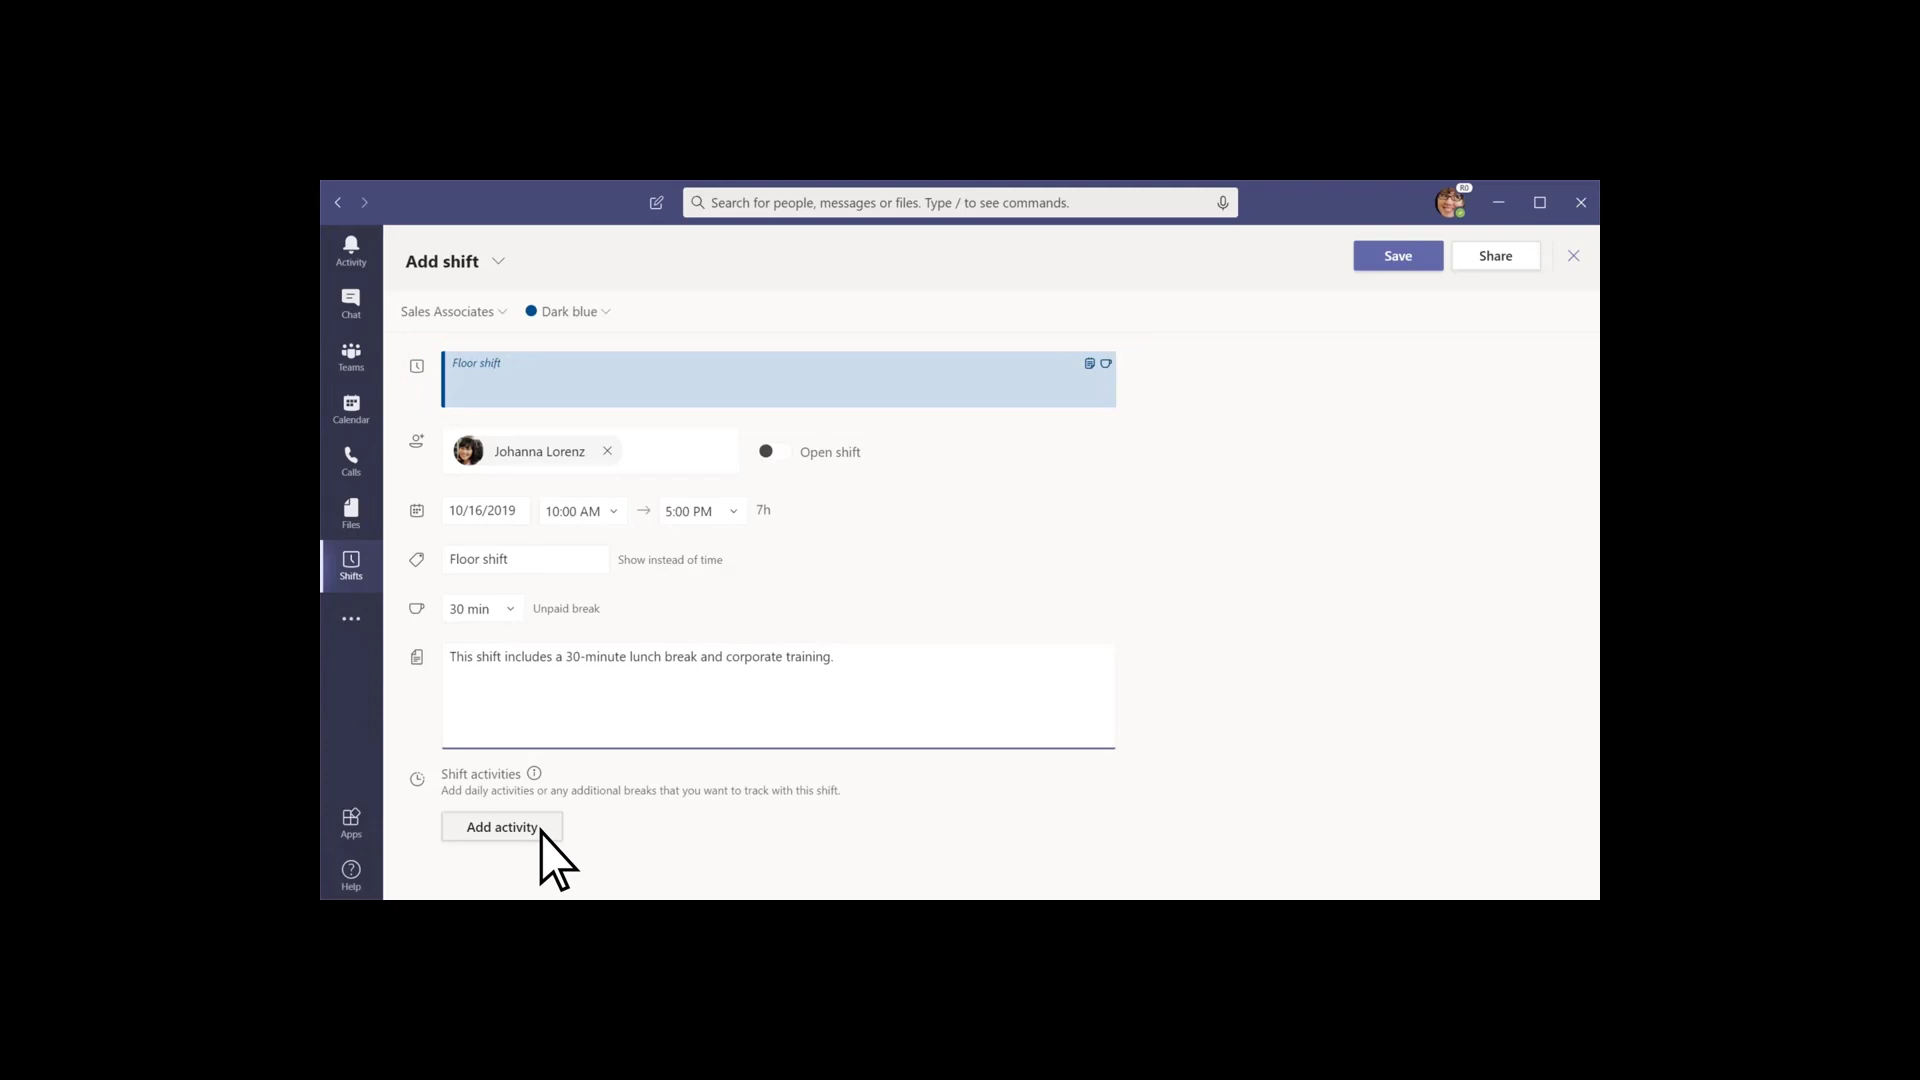 Search for people, messages or files. Type / to see commands.
RO
Activity
Chat
Teams
Calendar
Calls
Files
Shifts
Apps
Help
Add shift
Save
Share
Sales Associates
Dark blue
Floor shift
Johanna Lorenz
Open shift
10/16/2019 10:00 AM → 5:00 PM 7h
Floor shift Show instead of time
30 min Unpaid break
This shift includes a 30-minute lunch break and corporate training.
Shift activities
Add daily activities or any additional breaks that you want to track with this shift.
Add activity